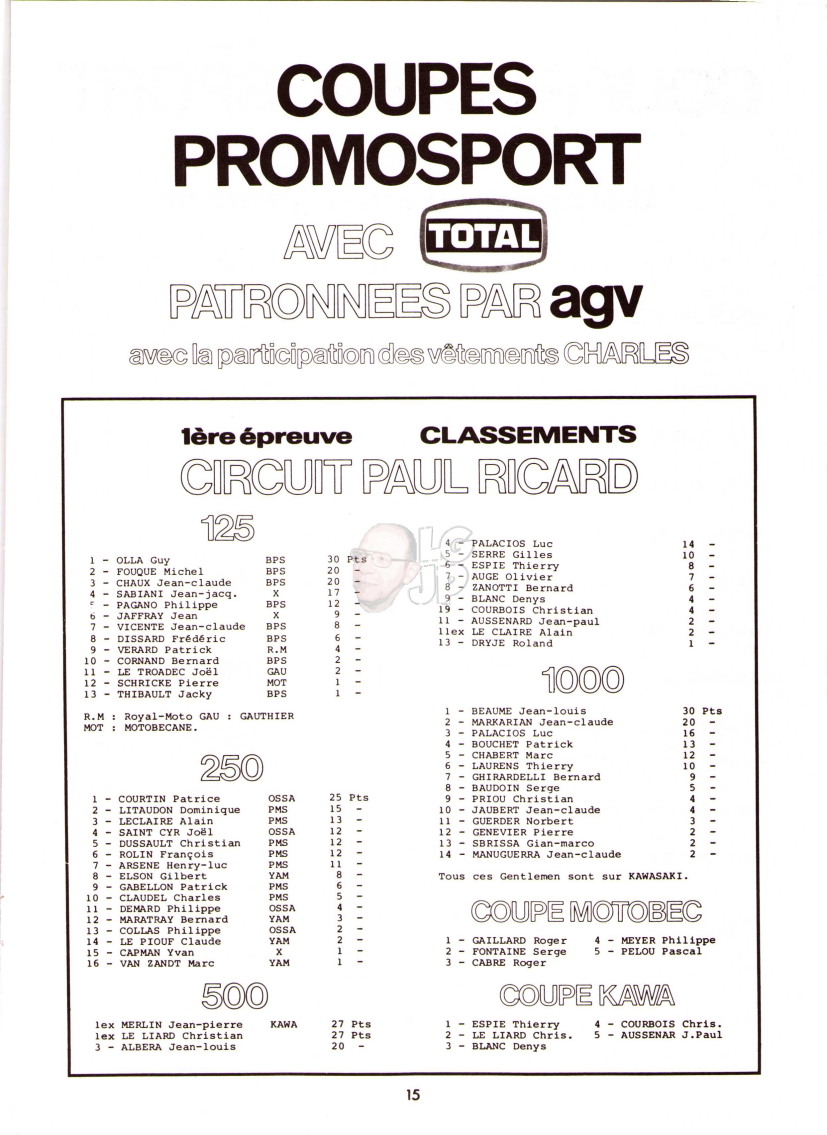 COUPES
PROMOSPORT
AVEC TOTAL
PATRONNEES PAR agv
avec la participation des vêtements CHARLES
1ère épreuve CLASSEMENTS
CIRCUIT PAUL RICARD
125
1 - OLLA Guy BPS 30 Pts
2 - FOUQUE Michel BPS 20 -
3 - CHAUX Jean-claude BPS 20 -
4 - SABIANI Jean-jacq. X 17 -
- PAGANO Philippe BPS 12 -
6 - JAFFRAY Jean X 9 -
7 - VICENTE Jean-claude BPS 8 -
8 - DISSARD Frédéric BPS 6 -
9 - VERARD Patrick R.M 4 -
10 - CORNAND Bernard BPS 2 -
11 - LE TROADEC Joël GAU 2 -
12 - SCHRICKE Pierre MOT 1 -
13 - THIBAULT Jacky BPS 1 -
R.M : Royal-Moto GAU : GAUTHIER
MOT : MOTOBECANE.
250
1 - COURTIN Patrice OSSA 25 Pts
2 - LITAUDON Dominique PMS 15 -
3 - LECLAIRE Alain PMS 13 -
4 - SAINT CYR Joël OSSA 12 -
5 - DUSSAULT Christian PMS 12 -
6 - ROLIN François PMS 12 -
7 - ARSENE Henry-luc PMS 11 -
8 - ELSON Gilbert YAM 8 -
9 - GABELLON Patrick PMS 6 -
10 - CLAUDEL Charles PMS 5 -
11 - DEMARD Philippe OSSA 4 -
12 - MARATRAY Bernard YAM 3 -
13 - COLLAS Philippe OSSA 2 -
14 - LE PIOUF Claude YAM 2 -
15 - CAPMAN Yvan X 1 -
16 - VAN ZANDT Marc YAM 1 -
500
1ex MERLIN Jean-pierre KAWA 27 Pts
1ex LE LIARD Christian 27 Pts
3 - ALBERA Jean-louis 20 -
LG
JP
4 - PALACIOS Luc 14 -
5 - SERRE Gilles 10 -
6 - ESPIE Thierry 8 -
7 - AUGE Olivier 7 -
8 - ZANOTTI Bernard 6 -
9 - BLANC Denys 4 -
19 - COURBOIS Christian 4 -
11 - AUSSENARD Jean-paul 2 -
11ex LE CLAIRE Alain 2 -
13 - DRYJE Roland 1 -
1000
1 - BEAUME Jean-louis 30 Pts
2 - MARKARIAN Jean-claude 20 -
3 - PALACIOS Luc 16 -
4 - BOUCHET Patrick 13 -
5 - CHABERT Marc 12 -
6 - LAURENS Thierry 10 -
7 - GHIRARDELLI Bernard 9 -
8 - BAUDOIN Serge 5 -
9 - PRIOU Christian 4 -
10 - JAUBERT Jean-claude 4 -
11 - GUERDER Norbert 3 -
12 - GENEVIER Pierre 2 -
13 - SBRISSA Gian-marco 2 -
14 - MANUGUERRA Jean-claude 2 -
Tous ces Gentlemen sont sur KAWASAKI.
COUPE MOTOBEC
1 - GAILLARD Roger 4 - MEYER Philippe
2 - FONTAINE Serge 5 - PELOU Pascal
3 - CABRE Roger
COUPE KAWA
1 - ESPIE Thierry 4 - COURBOIS Chris.
2 - LE LIARD Chris. 5 - AUSSENAR J.Paul
3 - BLANC Denys
15